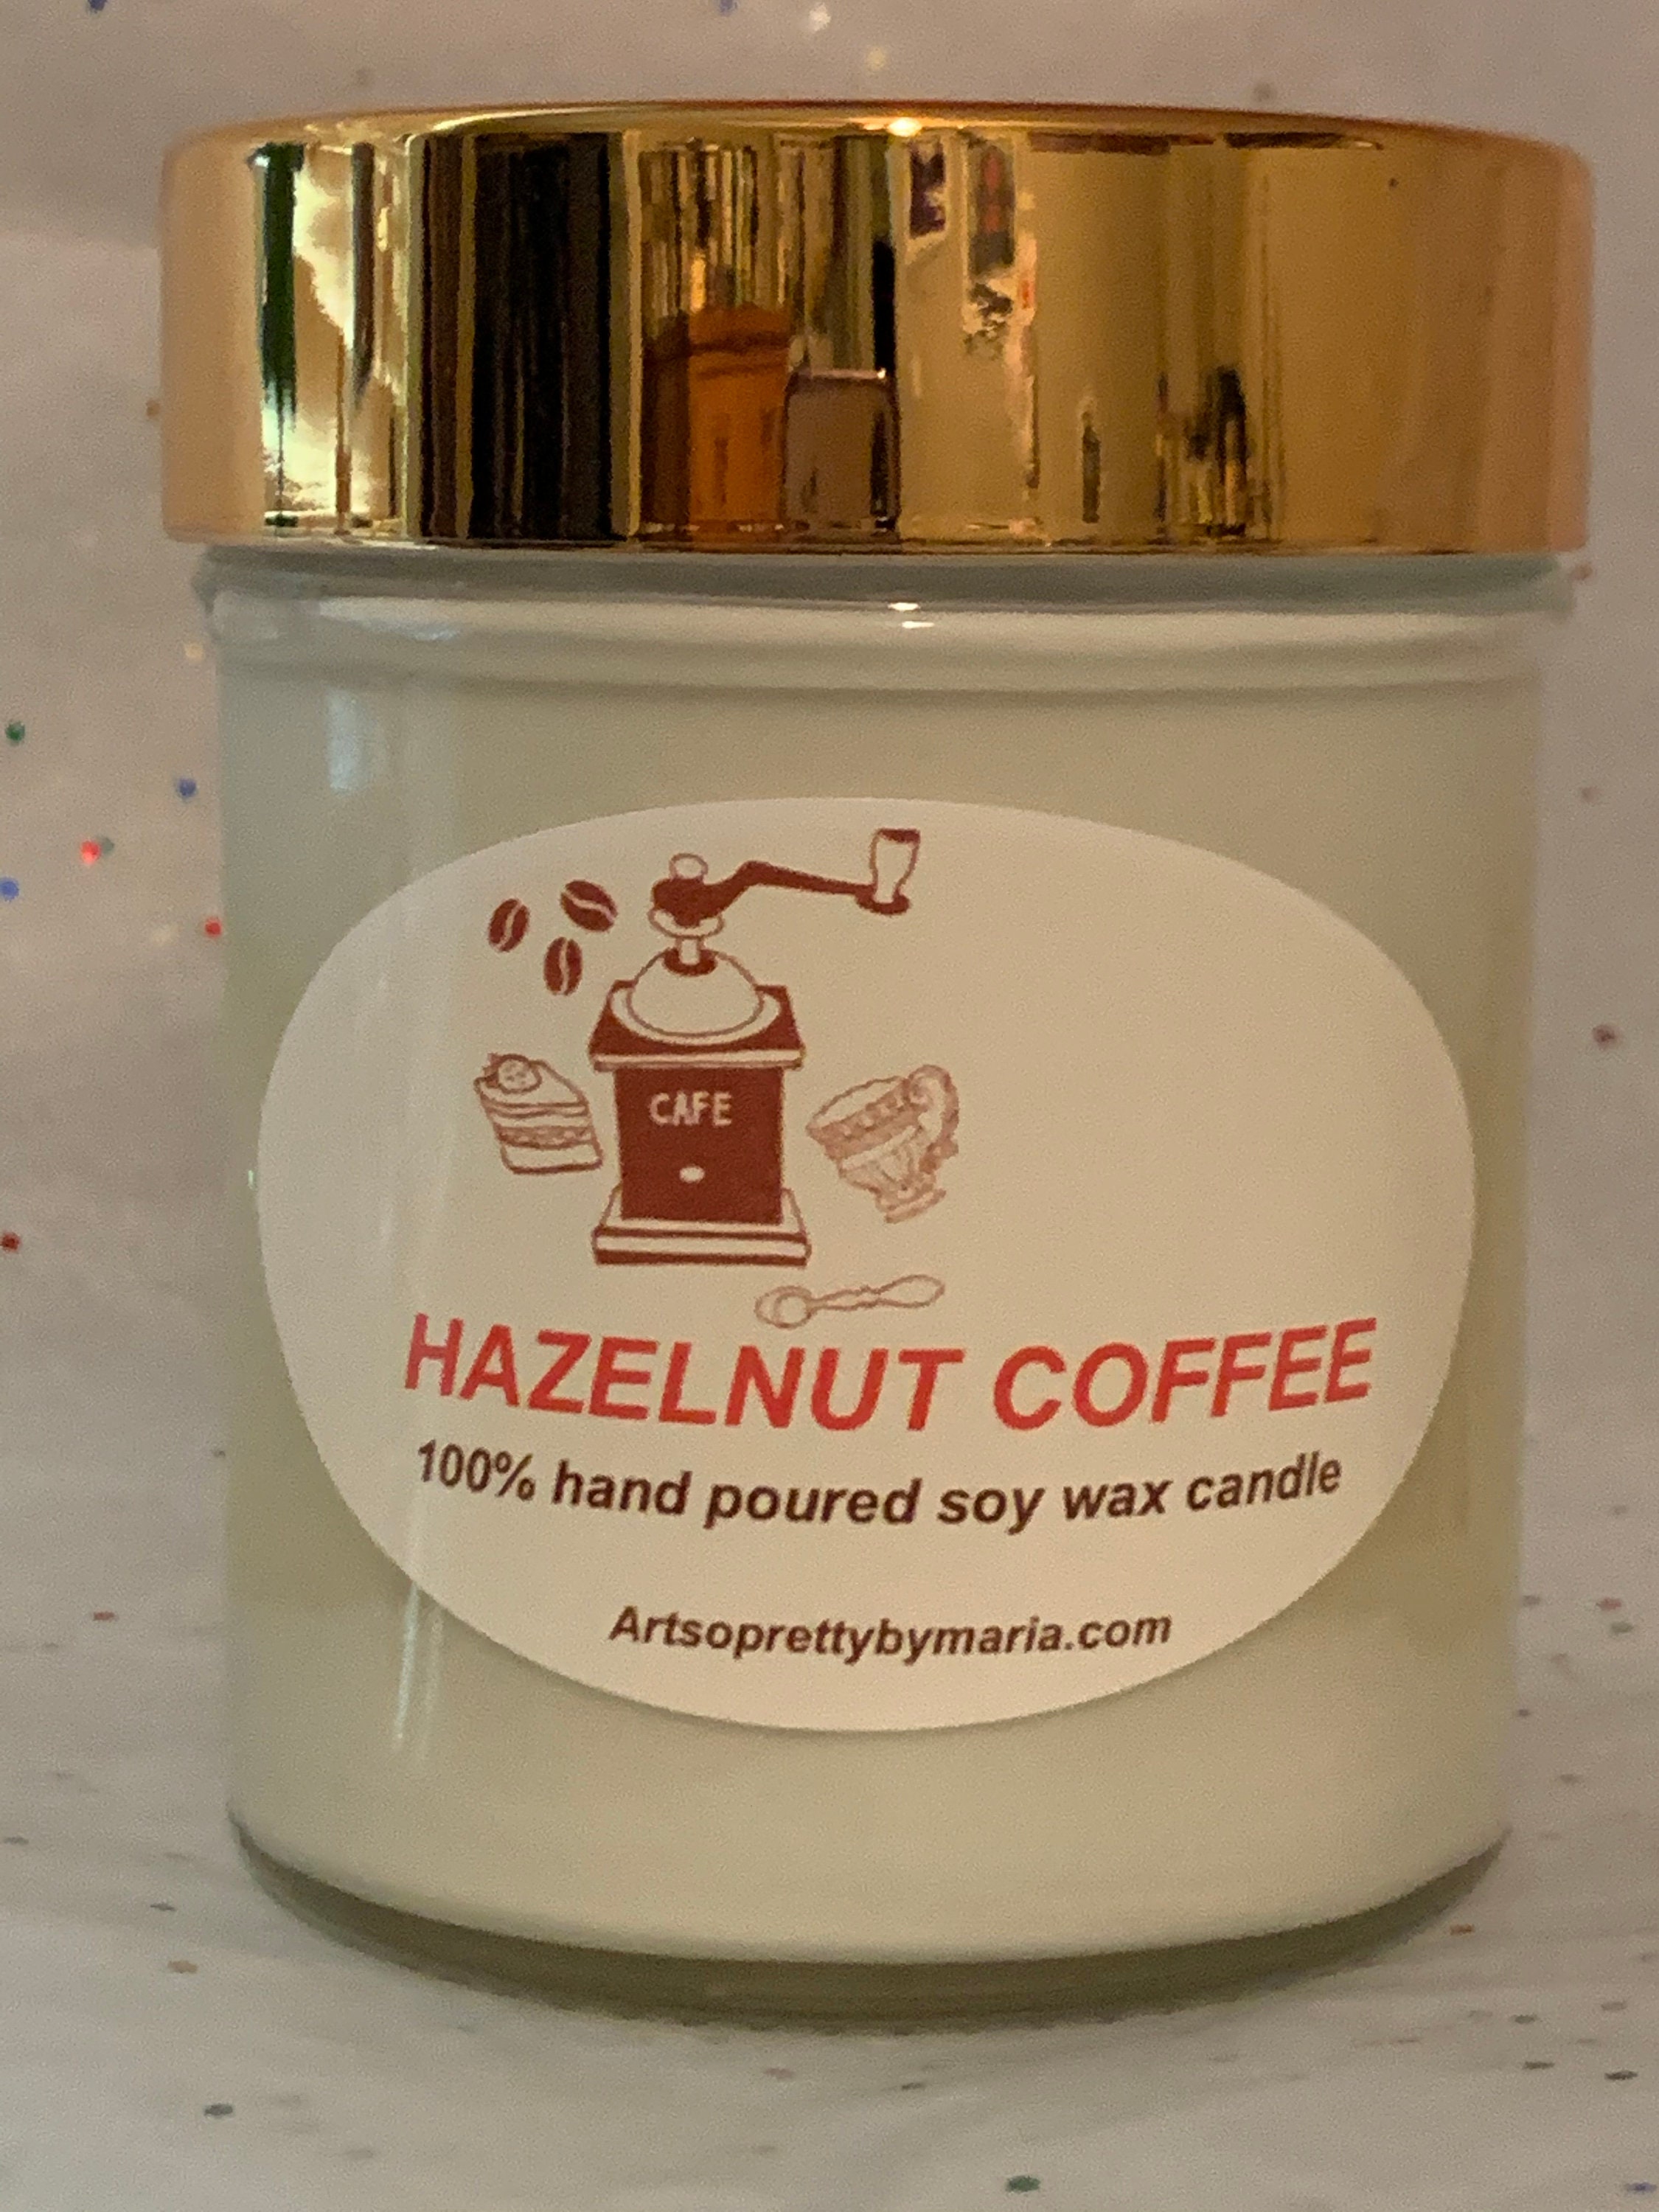 CAFE
HAZELNUT COFFEE
100% hand poured soy wax candle
Artsoprettybymaria.com